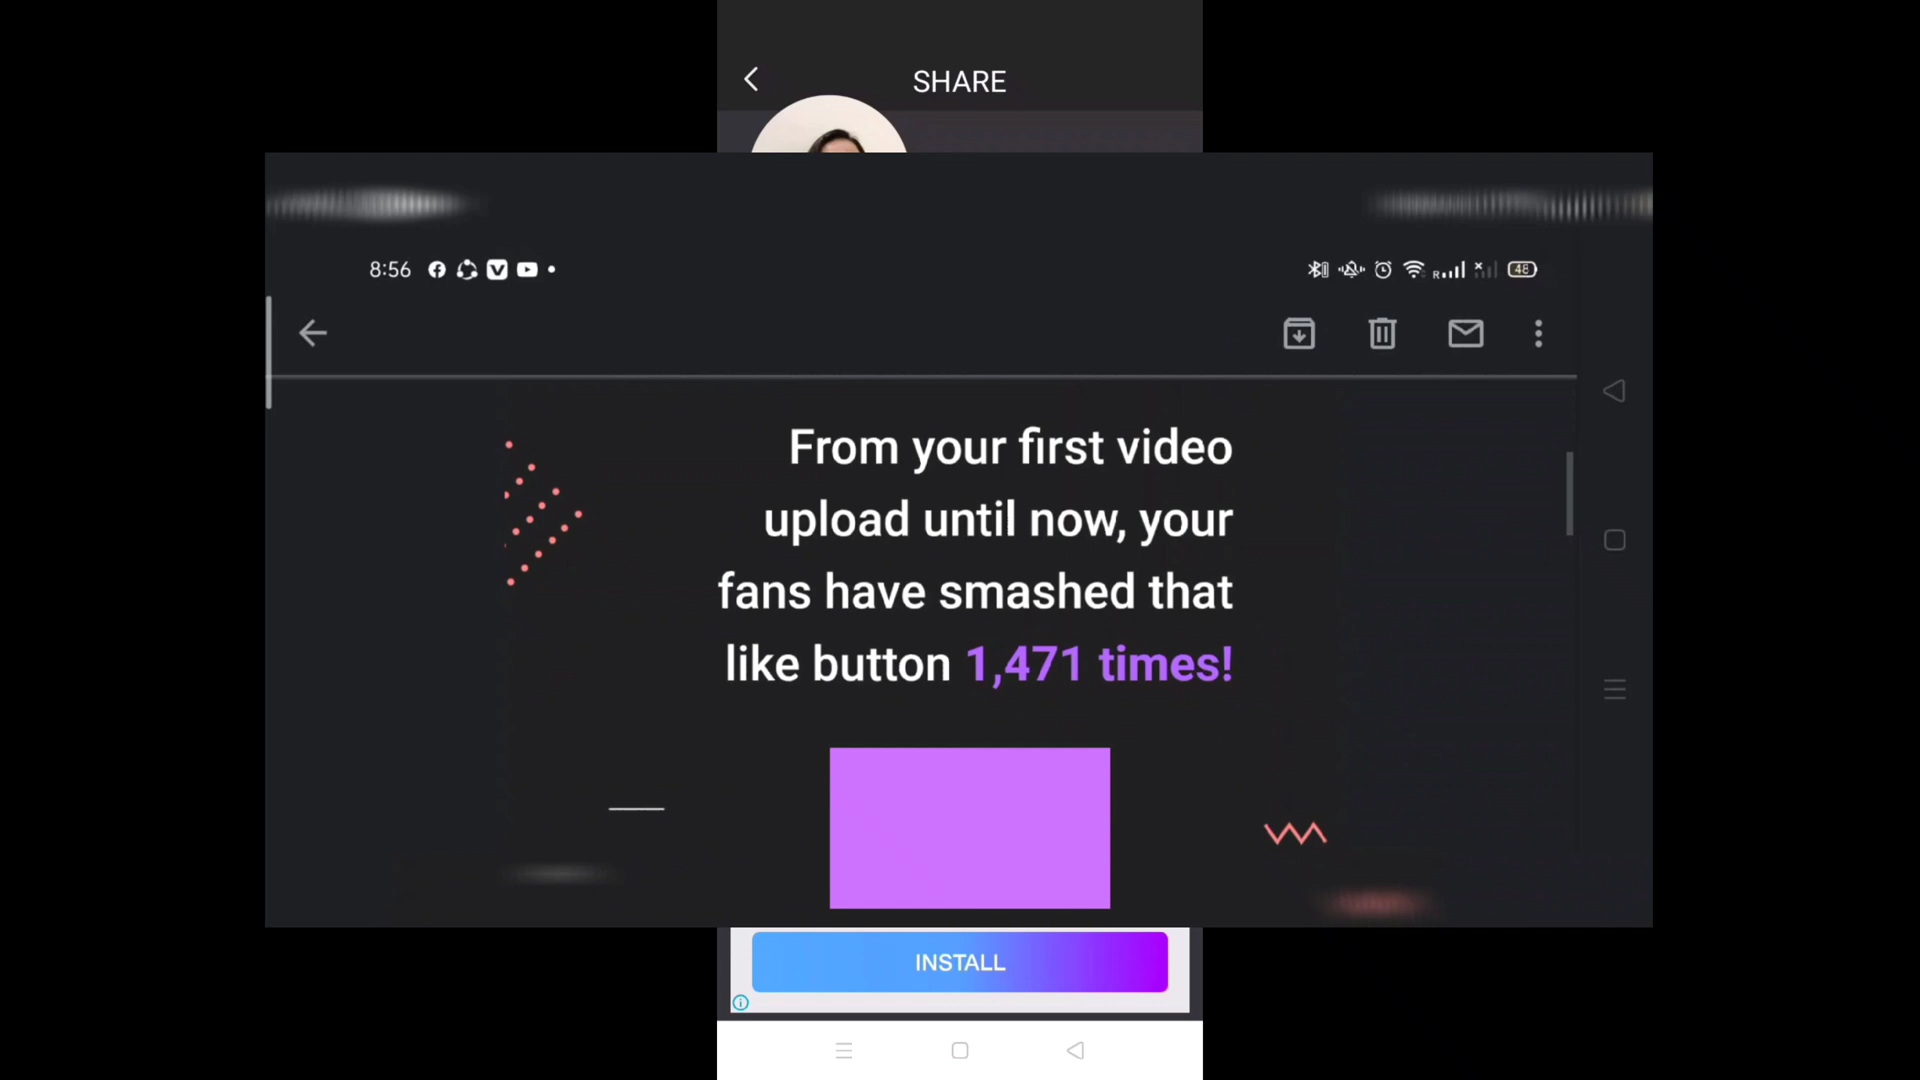 SHARE
8:56
R
48
From your first video
upload until now, your
fans have smashed that
like button 1,471 times!
INSTALL